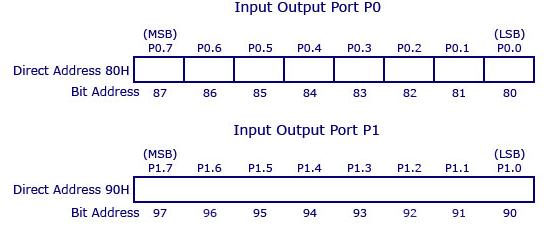 Input Output Port P0
(MSB) (LSB)
P0.7 P0.6 P0.5 P0.4 P0.3 P0.2 P0.1 P0.0
Direct Address 80H
Bit Address 87 86 85 84 83 82 81 80
Input Output Port P1
(MSB) (LSB)
P1.7 P1.6 P1.5 P1.4 P1.3 P1.2 P1.1 P1.0
Direct Address 90H
Bit Address 97 96 95 94 93 92 91 90